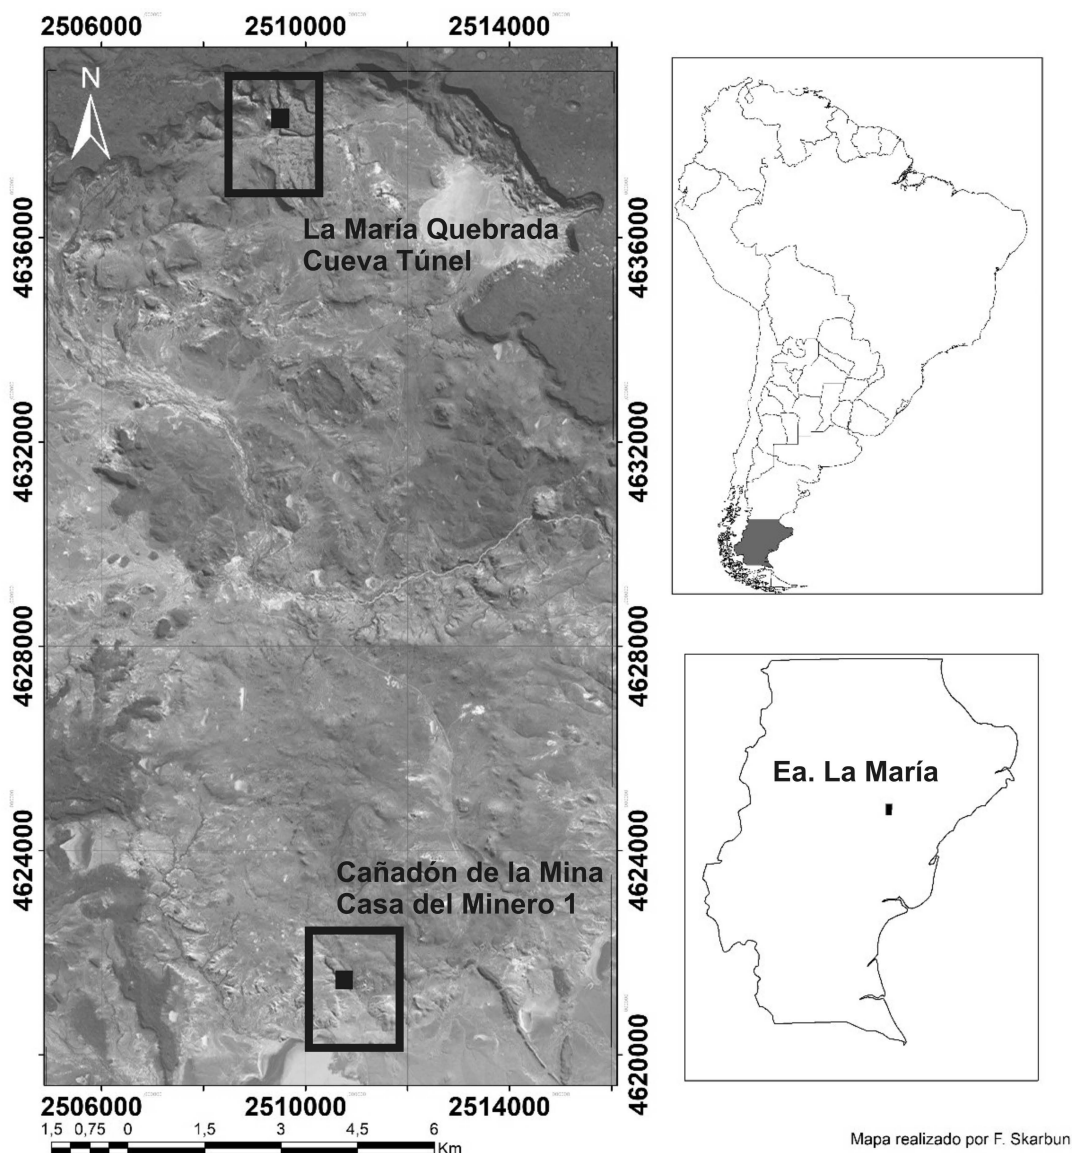 2506000 2510000 2514000
N
La María Quebrada
Cueva Túnel
4636000 4636000
4632000 4632000
4628000 4628000
4624000 4624000
Cañadón de la Mina
Casa del Minero 1
4620000
2506000 2510000 2514000
1,5 0,75 0 1,5 3 4,5 6
Km
Ea. La María
Mapa realizado por F. Skarbun